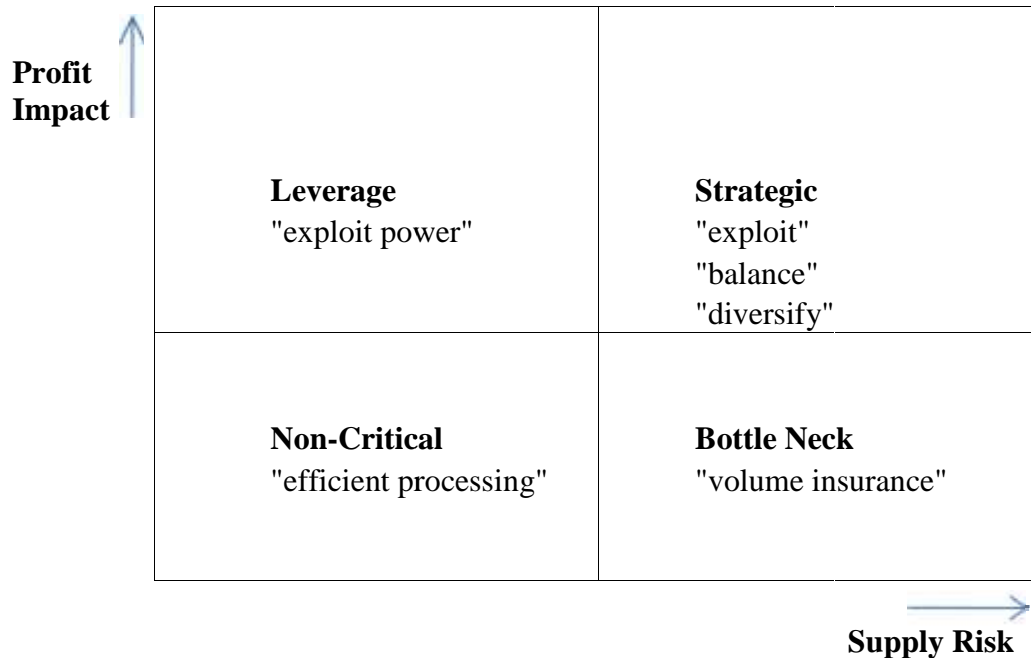 Profit
Impact
Leverage
"exploit power"
Strategic
"exploit"
"balance"
"diversify"
Non-Critical
"efficient processing"
Bottle Neck
"volume insurance"
Supply Risk